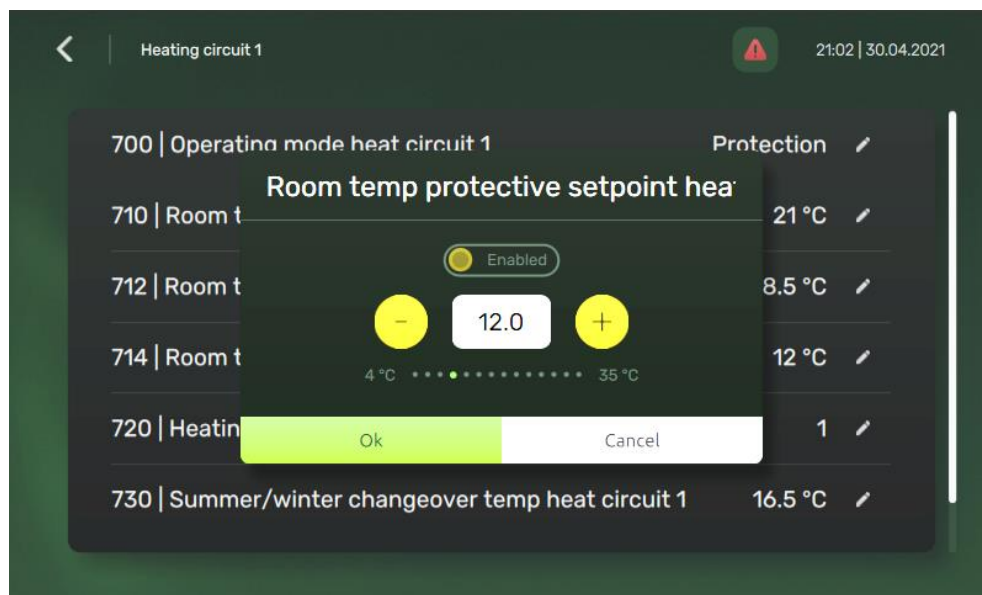 Heating circuit 1
21:02 | 30.04.2021
700 | Operating mode heat circuit 1 Protection
Room temp protective setpoint hea
710 | Room t 21 °C
Enabled
712 | Room t 8.5 °C
- 12.0 +
714 | Room t 12 °C
4 °C 35 °C
720 | Heatin 1
Ok Cancel
730 | Summer/winter changeover temp heat circuit 1 16.5 °C